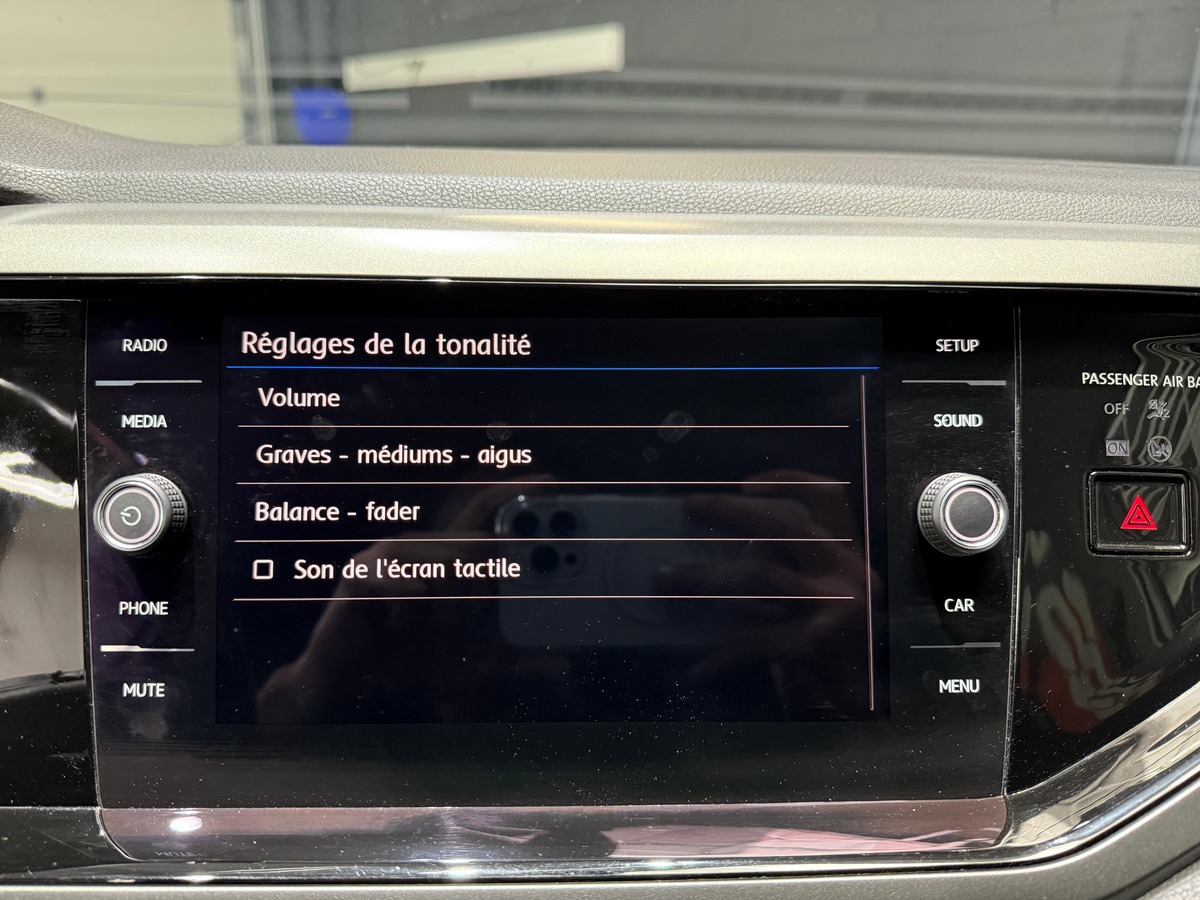 RADIO
MEDIA
PHONE
MUTE
Réglages de la tonalité
Volume
Graves - médiums - aigus
Balance - fader
Son de l'écran tactile
SETUP
SOUND
CAR
MENU
PASSENGER AIR
OFF
ON